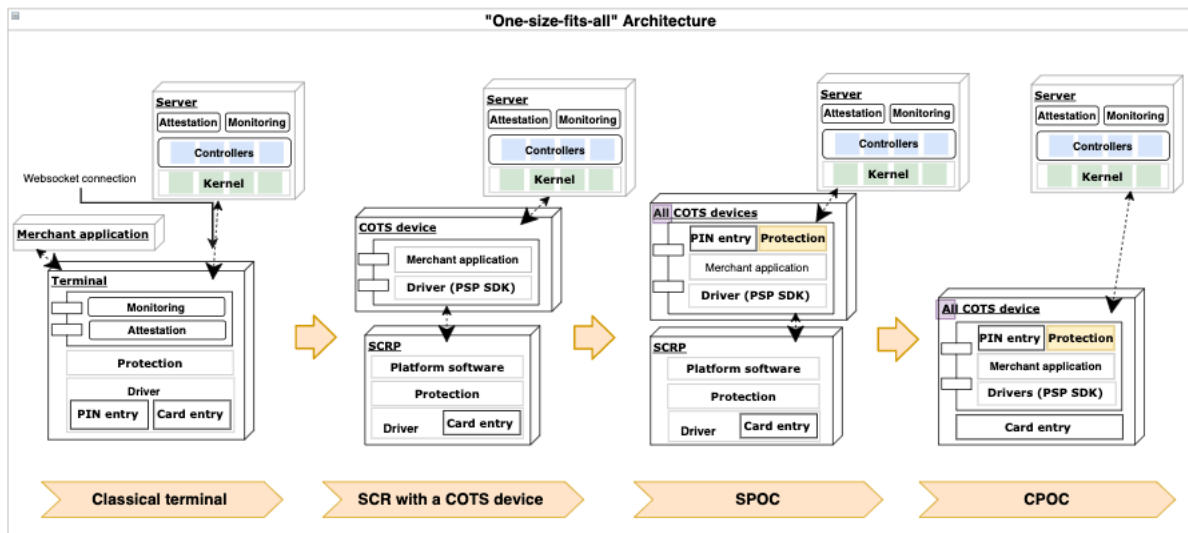 "One-size-fits-all" Architecture
Server
Attestation Monitoring
Controllers
Kernel
Websocket connection
Merchant application
Terminal
Monitoring
Attestation
Protection
Driver
PIN entry Card entry
Classical terminal
Server
Attestation Monitoring
Controllers
Kernel
COTS device
Merchant application
Driver (PSP SDK)
SCRP
Platform software
Protection
Driver Card entry
SCR with a COTS device
Server
Attestation Monitoring
Controllers
Kernel
All COTS devices
PIN entry Protection
Merchant application
Driver (PSP SDK)
SCRP
Platform software
Protection
Driver Card entry
SPOC
Server
Attestation Monitoring
Controllers
Kernel
All COTS device
PIN entry Protection
Merchant application
Drivers (PSP SDK)
Card entry
CPOC